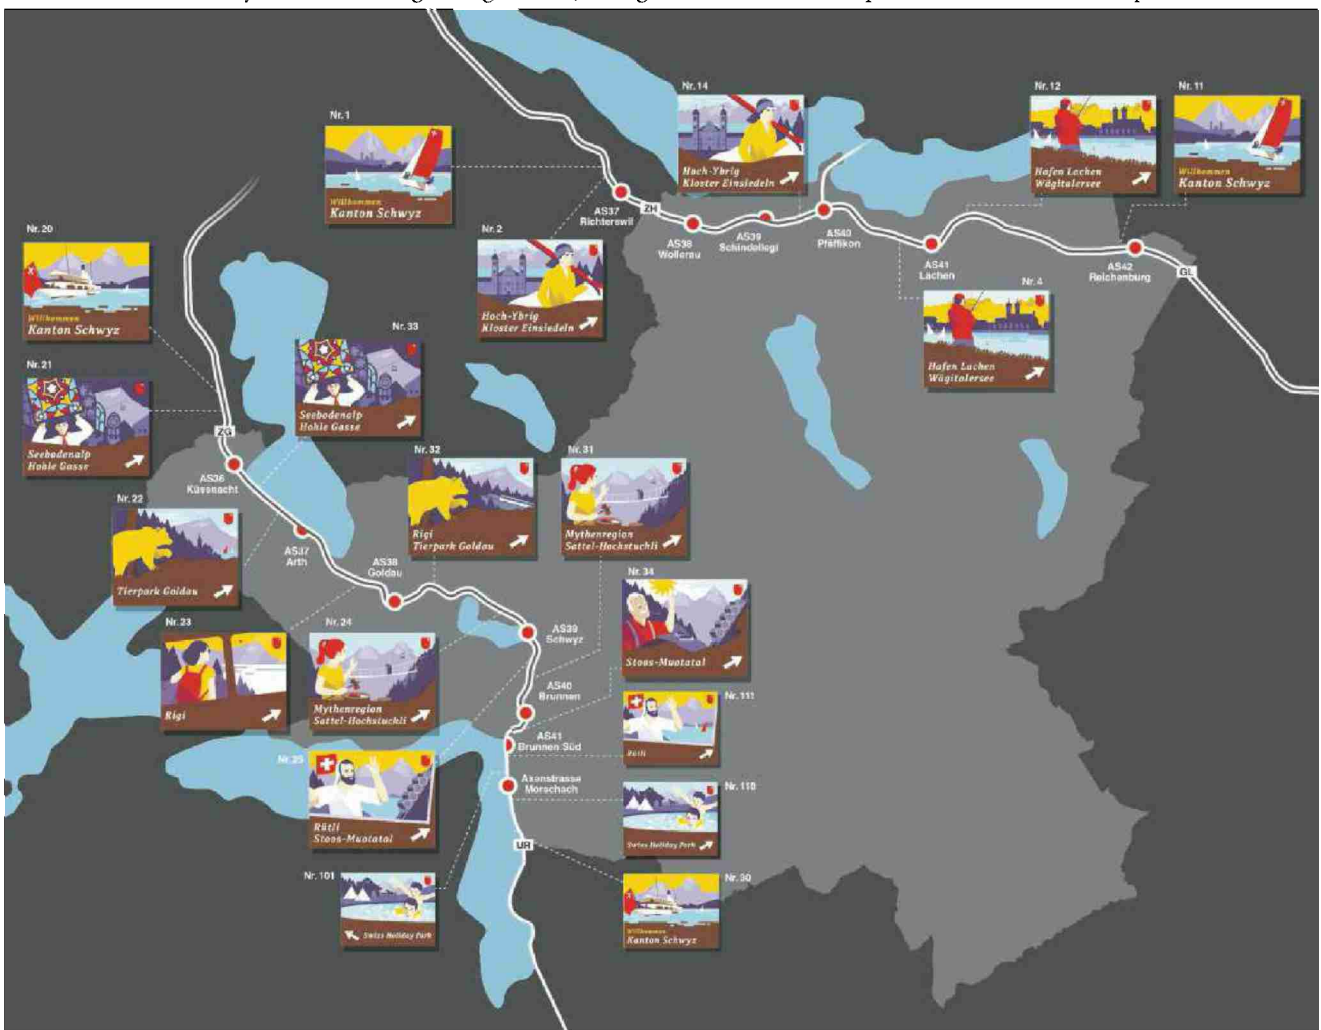 Nr. 14
Hoch-Ybrig
Kloster Einsiedeln
Nr. 12
Hafen Lachen
Wägitalersee
Nr. 11
Willkommen
Kanton Schwyz
Nr. 1
Willkommen
Kanton Schwyz
AS37
Richterswil
ZH
AS38
Wollerau
AS39
Schindellegi
AS40
Pfäffikon
AS41
Lachen
AS42
Reichenburg
GL
Nr. 20
Willkommen
Kanton Schwyz
Nr. 2
Hoch-Ybrig
Kloster Einsiedeln
Nr. 4
Hafen Lachen
Wägitalersee
Nr. 33
Seebodenalp
Hohle Gasse
Nr. 21
Seebodenalp
Hohle Gasse
ZG
AS36
Küssnacht
Nr. 32
Rigi
Tierpark Goldau
Nr. 31
Mythenregion
Sattel-Hochstuckli
Nr. 22
Tierpark Goldau
AS37
Arth
AS38
Goldau
Nr. 34
Stoos-Muotatal
Nr. 23
Rigi
Nr. 24
Mythenregion
Sattel-Hochstuckli
AS39
Schwyz
AS40
Brunnen
AS41
Brunnen Süd
Axenstrasse
Morschach
Rütli
Nr. 25
Rütli
Stoos-Muotatal
Nr. 110
Swiss Holiday Park
UR
Nr. 101
Swiss Holiday Park
Nr. 30
Willkommen
Kanton Schwyz